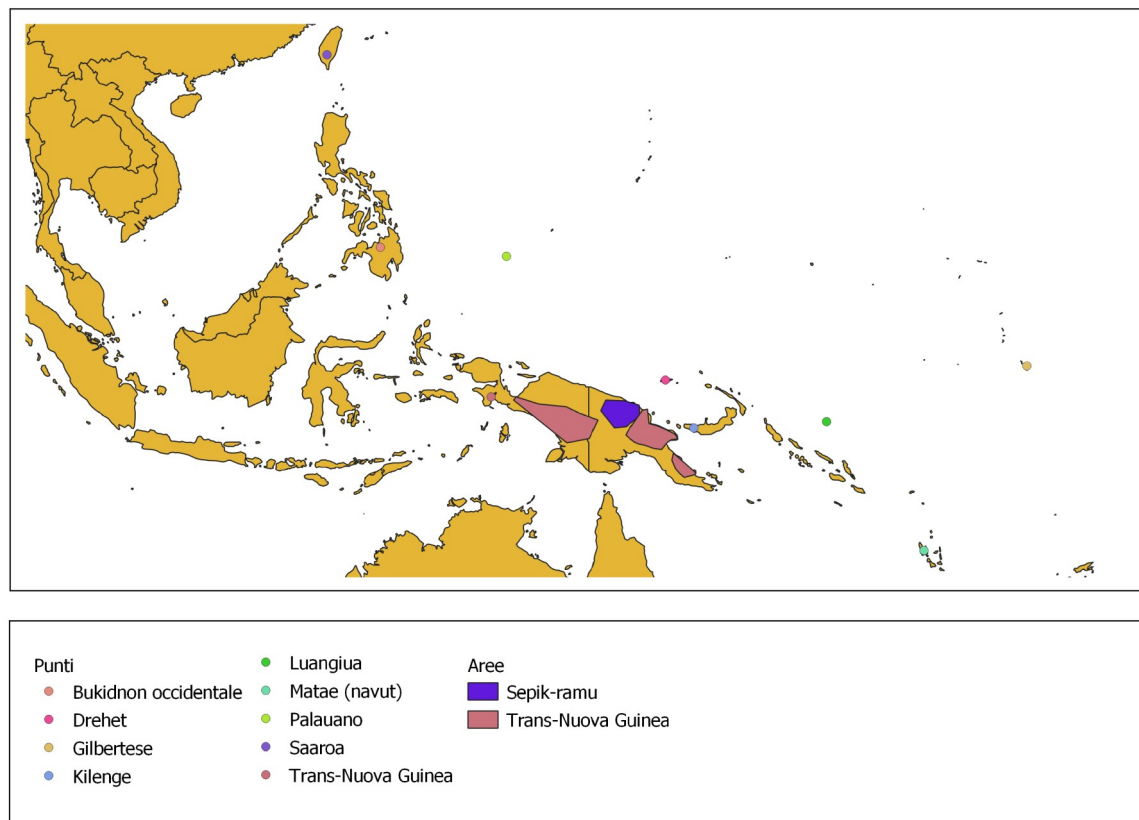 Punti
Bukidnon occidentale
Drehet
Gilbertese
Kilenge
Luangiua
Matae (navut)
Palauano
Saaroa
Trans-Nuova Guinea
Aree
Sepik-ramu
Trans-Nuova Guinea